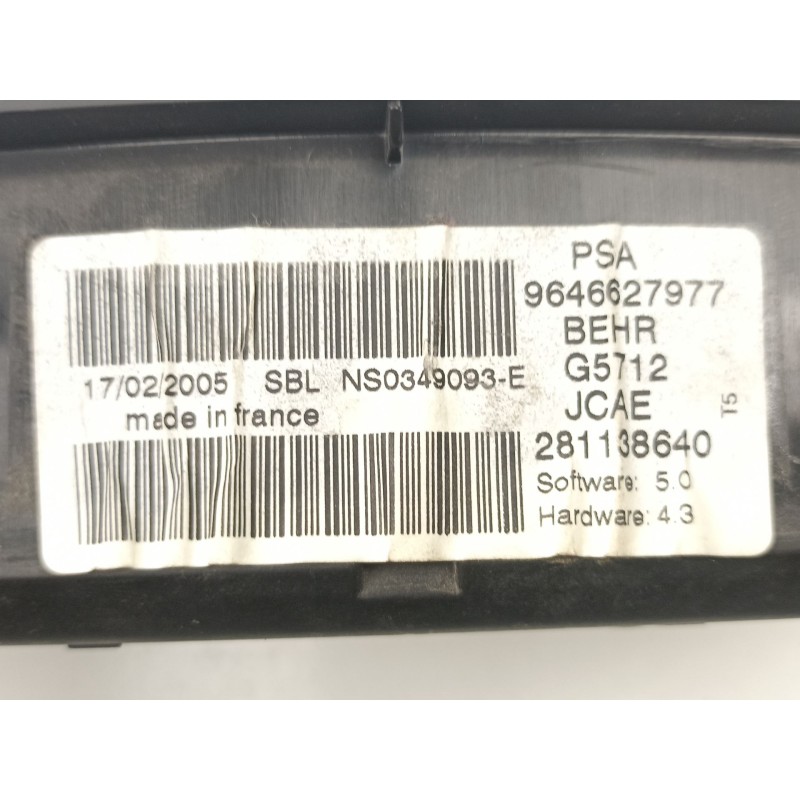 PSA
9646627977
BEHR
G5712
JCAE
281138640
Software: 5.0
Hardware: 4.3
T5
17/02/2005 SBL NS0349093-E
made in france